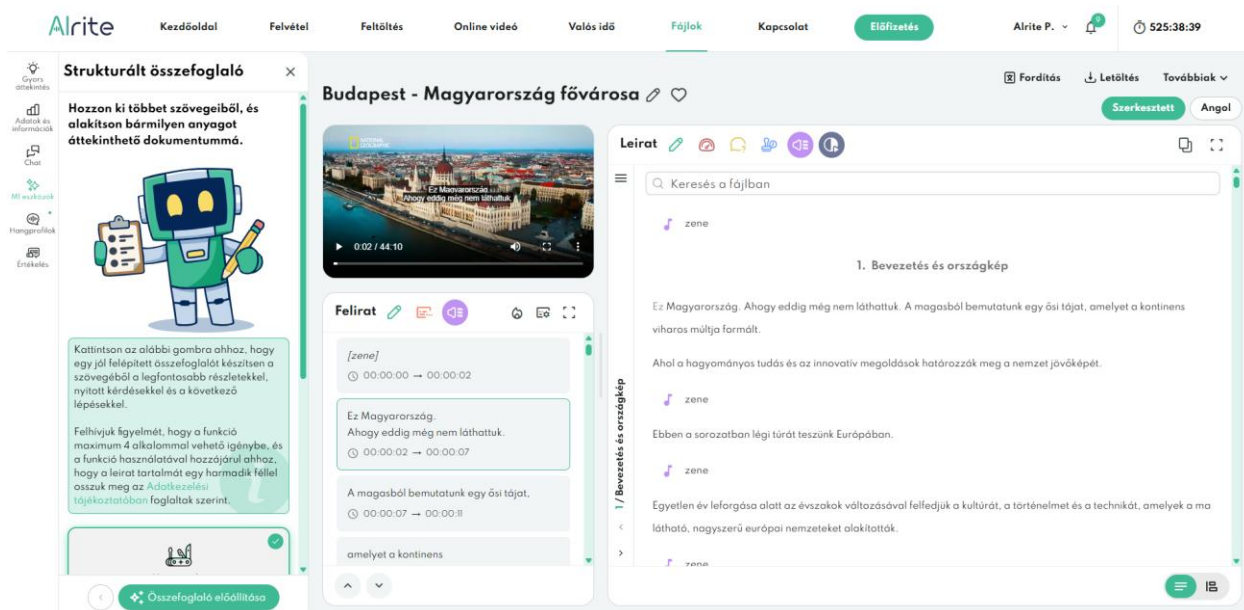 Alrite
Kezdőoldal
Felvétel
Feltöltés
Online videó
Valós idő
Fájlok
Kapcsolat
Előfizetés
Alrite P.
9
525:38:39
Gyors
áttekintés
Adatok és
információk
Chat
MI eszközök
Hangprofilok
Értékelés
Strukturált összefoglaló
Hozzon ki többet szövegeiből, és
alakítson bármilyen anyagot
áttekinthető dokumentummá.
Kattintson az alábbi gombra ahhoz, hogy
egy jól felépített összefoglalót készítsen a
szövegéből a legfontosabb részletekkel,
nyitott kérdésekkel és a következő
lépésekkel.
Felhívjuk figyelmét, hogy a funkció
maximum 4 alkalommal vehető igénybe, és
a funkció használatával hozzájárul ahhoz,
hogy a leirat tartalmát egy harmadik féllel
osszuk meg az Adatkezelési
tájékoztatóban foglaltak szerint.
Összefoglaló előállítása
Budapest - Magyarország fővárosa
Fordítás
Letöltés
Továbbiak
Szerkesztett
Angol
NATIONAL
GEOGRAPHIC
Ez Magyarország.
Ahogy eddig még nem láthattuk.
0:02 / 44:10
Felirat
[zene]
00:00:00 → 00:00:02
Ez Magyarország.
Ahogy eddig még nem láthattuk.
00:00:02 → 00:00:07
A magasból bemutatunk egy ősi tájat,
00:00:07 → 00:00:11
amelyet a kontinens
Leirat
Keresés a fájlban
1/ Bevezetés és országkép
zene
1. Bevezetés és országkép
Ez Magyarország. Ahogy eddig még nem láthattuk. A magasból bemutatunk egy ősi tájat, amelyet a kontinens
viharos múltja formált.
Ahol a hagyományos tudás és az innovatív megoldások határozzák meg a nemzet jövőképét.
zene
Ebben a sorozatban légi túrát teszünk Európában.
zene
Egyetlen év leforgása alatt az évszakok változásával felfedjük a kultúrát, a történelmet és a technikát, amelyek a ma
látható, nagyszerű európai nemzeteket alakították.
zene